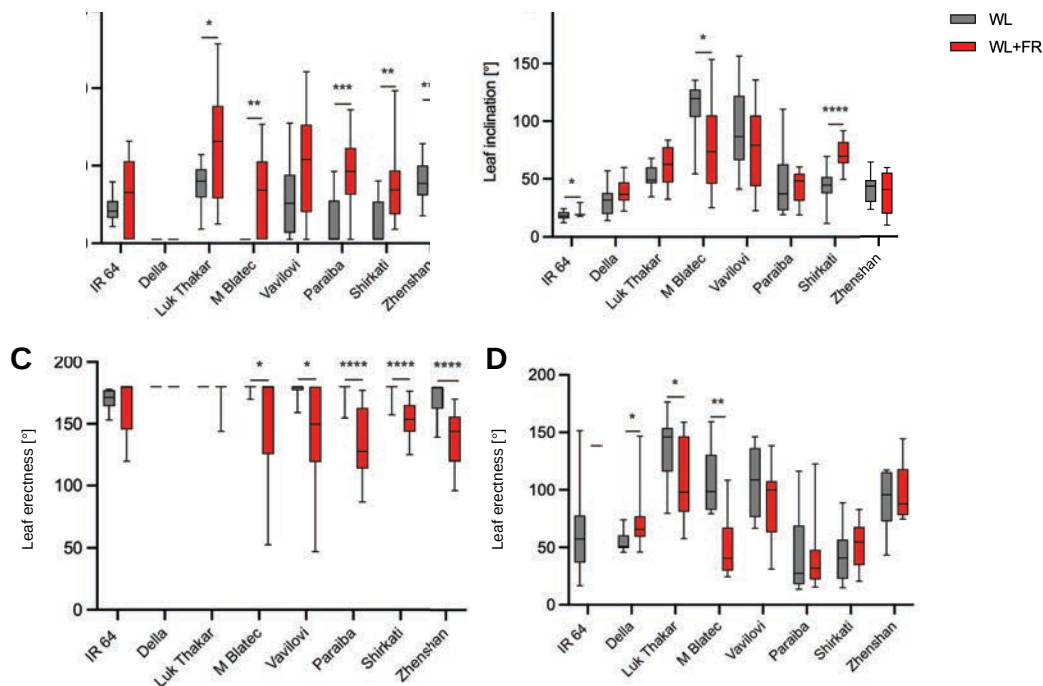 WL
WL+FR
*
**
***
**
**
)
)
)
IR 64
Della
Luk Thakar
M Blatec
Vavilovi
Paraiba
Shirkati
Zhenshan
Leaf inclination [°]
150
100
50
0
*
*
****
IR 64
Della
Luk Thakar
M Blatec
Vavilovi
Paraiba
Shirkati
Zhenshan
C
Leaf erectness [°]
200
150
100
50
0
*
*
****
****
****
IR 64
Della
Luk Thakar
M Blatec
Vavilovi
Paraiba
Shirkati
Zhenshan
D
Leaf erectness [°]
200
150
100
50
0
*
*
**
IR 64
Della
Luk Thakar
M Blatec
Vavilovi
Paraiba
Shirkati
Zhenshan